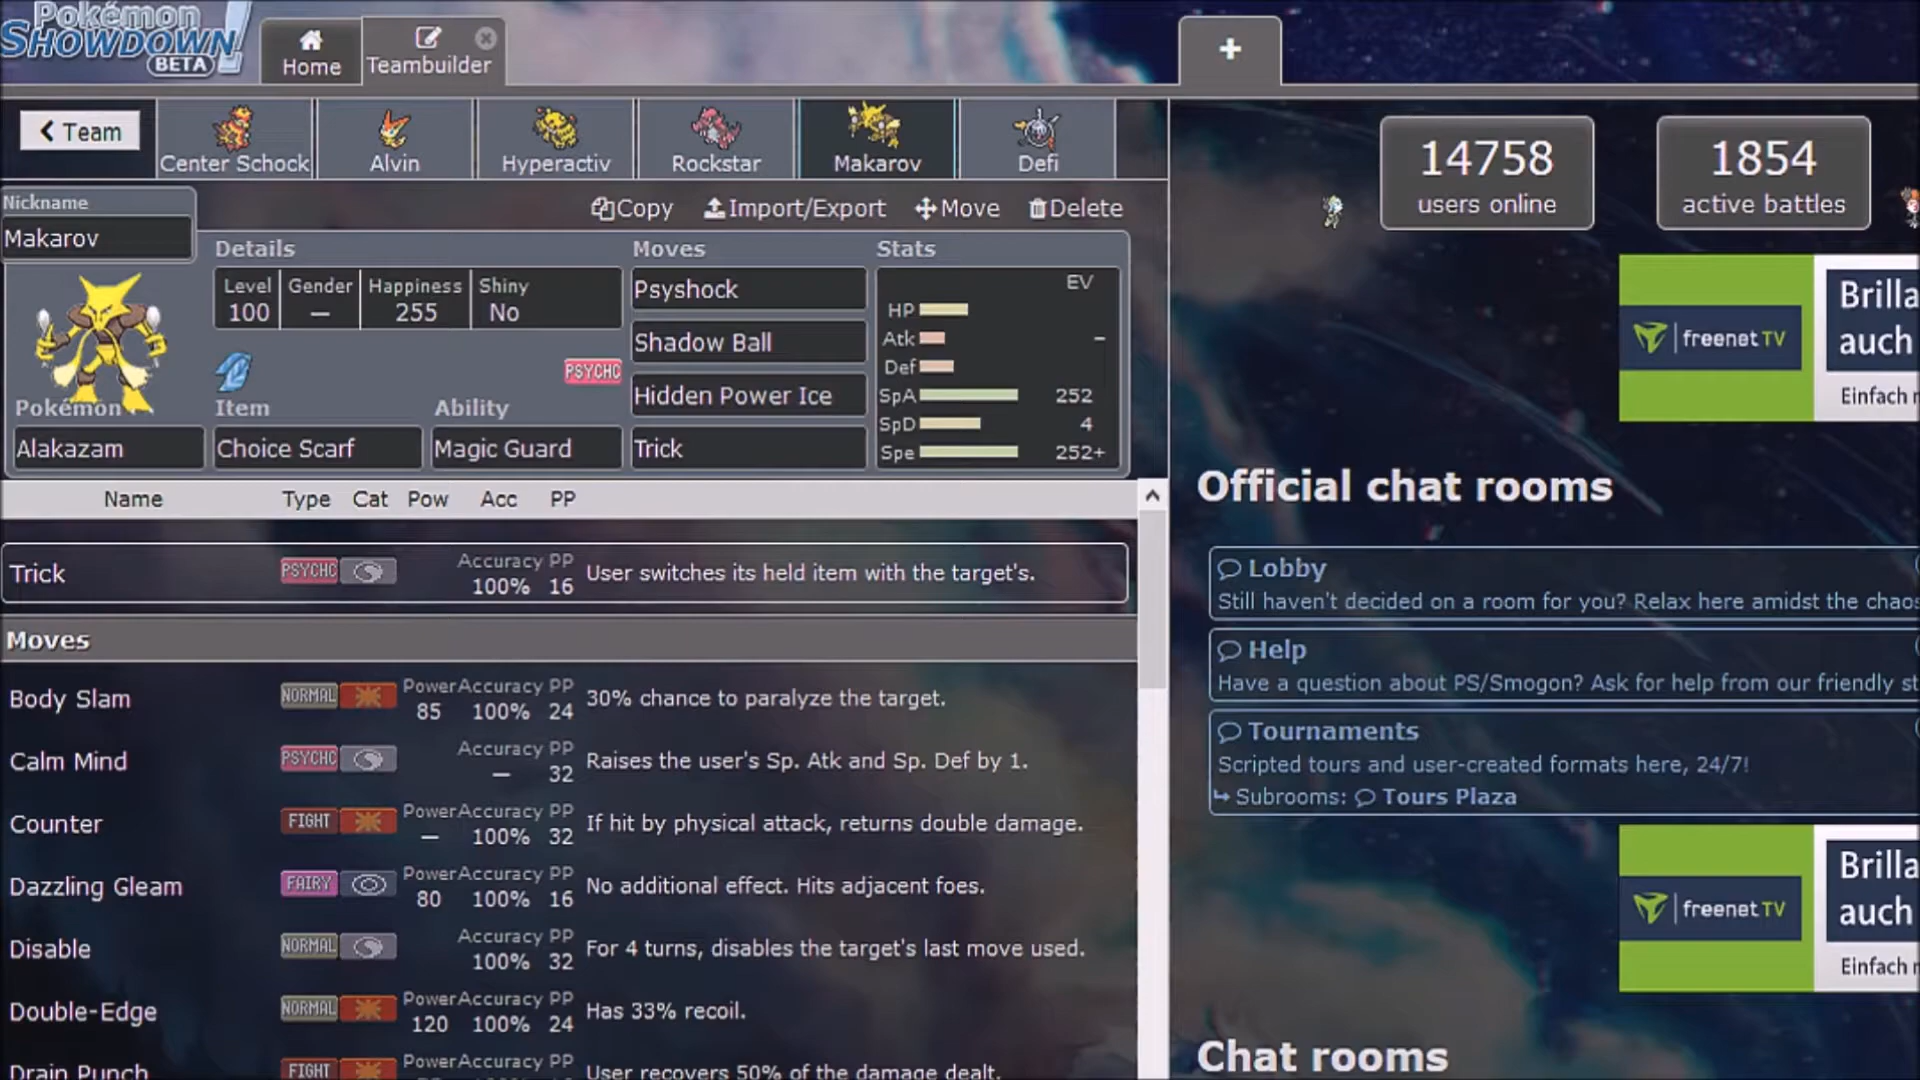 Pokémon
SHOWDOWN!
BETA
Home
Teambuilder
+
Team
Center Schock
Alvin
Hyperactiv
Rockstar
Makarov
Defi
14758
users online
1854
active battles
Nickname
Makarov
Copy
Import/Export
Move
Delete
Details
Moves
Stats
Level
100
Gender
—
Happiness
255
Shiny
No
PSYCHC
Pokémon
Alakazam
Item
Choice Scarf
Ability
Magic Guard
Psyshock
Shadow Ball
Hidden Power Ice
Trick
EV
HP
Atk –
Def
SpA 252
SpD 4
Spe 252+
freenet TV
Brilla
auch
Einfach
Name Type Cat Pow Acc PP
Trick PSYCHC Accuracy 100% PP 16 User switches its held item with the target's.
Moves
Body Slam NORMAL Power 85 Accuracy 100% PP 24 30% chance to paralyze the target.
Calm Mind PSYCHC Accuracy — PP 32 Raises the user's Sp. Atk and Sp. Def by 1.
Counter FIGHT Power — Accuracy 100% PP 32 If hit by physical attack, returns double damage.
Dazzling Gleam FAIRY Power 80 Accuracy 100% PP 16 No additional effect. Hits adjacent foes.
Disable NORMAL Accuracy 100% PP 32 For 4 turns, disables the target's last move used.
Double-Edge NORMAL Power 120 Accuracy 100% PP 24 Has 33% recoil.
Drain Punch FIGHT Power Accuracy PP User recovers 50% of the damage dealt.
Official chat rooms
Lobby
Still haven't decided on a room for you? Relax here amidst the chaos
Help
Have a question about PS/Smogon? Ask for help from our friendly st
Tournaments
Scripted tours and user-created formats here, 24/7!
Subrooms: Tours Plaza
freenet TV
Brilla
auch
Einfach
Chat rooms